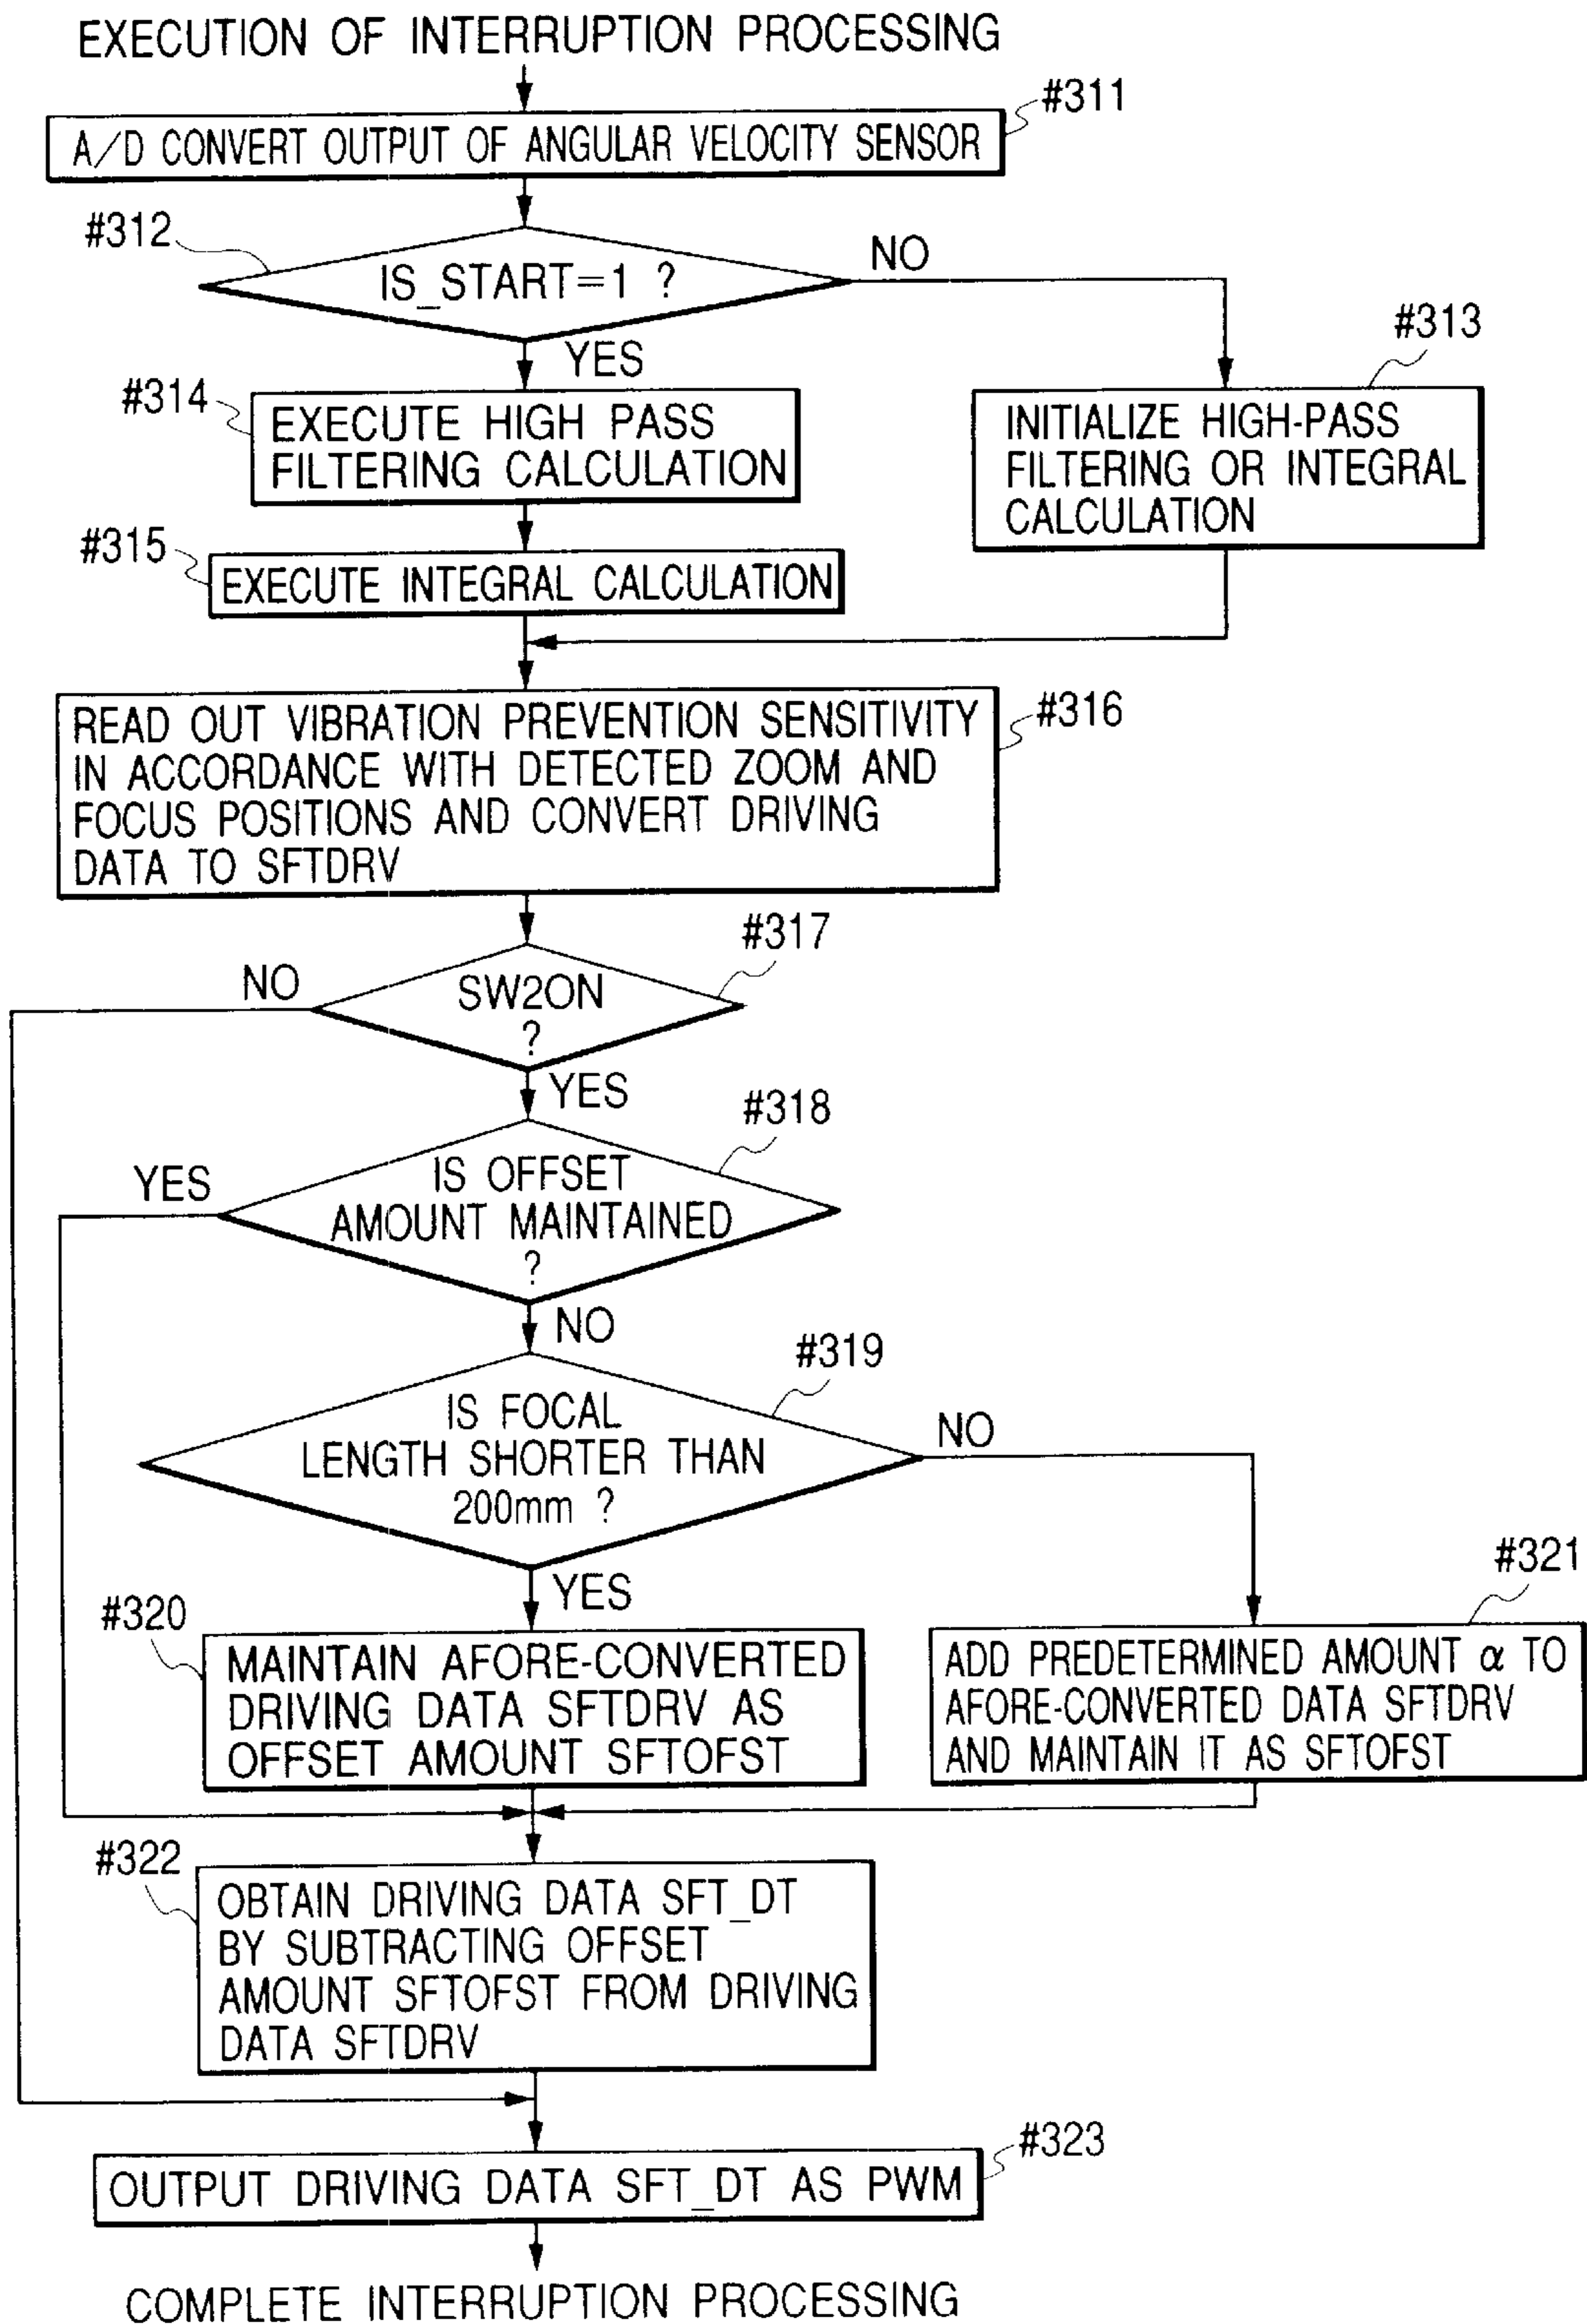 EXECUTION OF INTERRUPTION PROCESSING
#311
A/D CONVERT OUTPUT OF ANGULAR VELOCITY SENSOR
#312
IS_START=1 ?
NO
YES
#313
INITIALIZE HIGH-PASS
FILTERING OR INTEGRAL
CALCULATION
#314
EXECUTE HIGH PASS
FILTERING CALCULATION
#315
EXECUTE INTEGRAL CALCULATION
#316
READ OUT VIBRATION PREVENTION SENSITIVITY
IN ACCORDANCE WITH DETECTED ZOOM AND
FOCUS POSITIONS AND CONVERT DRIVING
DATA TO SFTDRV
#317
NO
SW2ON
?
YES
#318
YES
IS OFFSET
AMOUNT MAINTAINED
?
NO
#319
IS FOCAL
LENGTH SHORTER THAN
200mm ?
NO
YES
#320
MAINTAIN AFORE-CONVERTED
DRIVING DATA SFTDRV AS
OFFSET AMOUNT SFTOFST
#321
ADD PREDETERMINED AMOUNT α TO
AFORE-CONVERTED DATA SFTDRV
AND MAINTAIN IT AS SFTOFST
#322
OBTAIN DRIVING DATA SFT_DT
BY SUBTRACTING OFFSET
AMOUNT SFTOFST FROM DRIVING
DATA SFTDRV
#323
OUTPUT DRIVING DATA SFT_DT AS PWM
COMPLETE INTERRUPTION PROCESSING